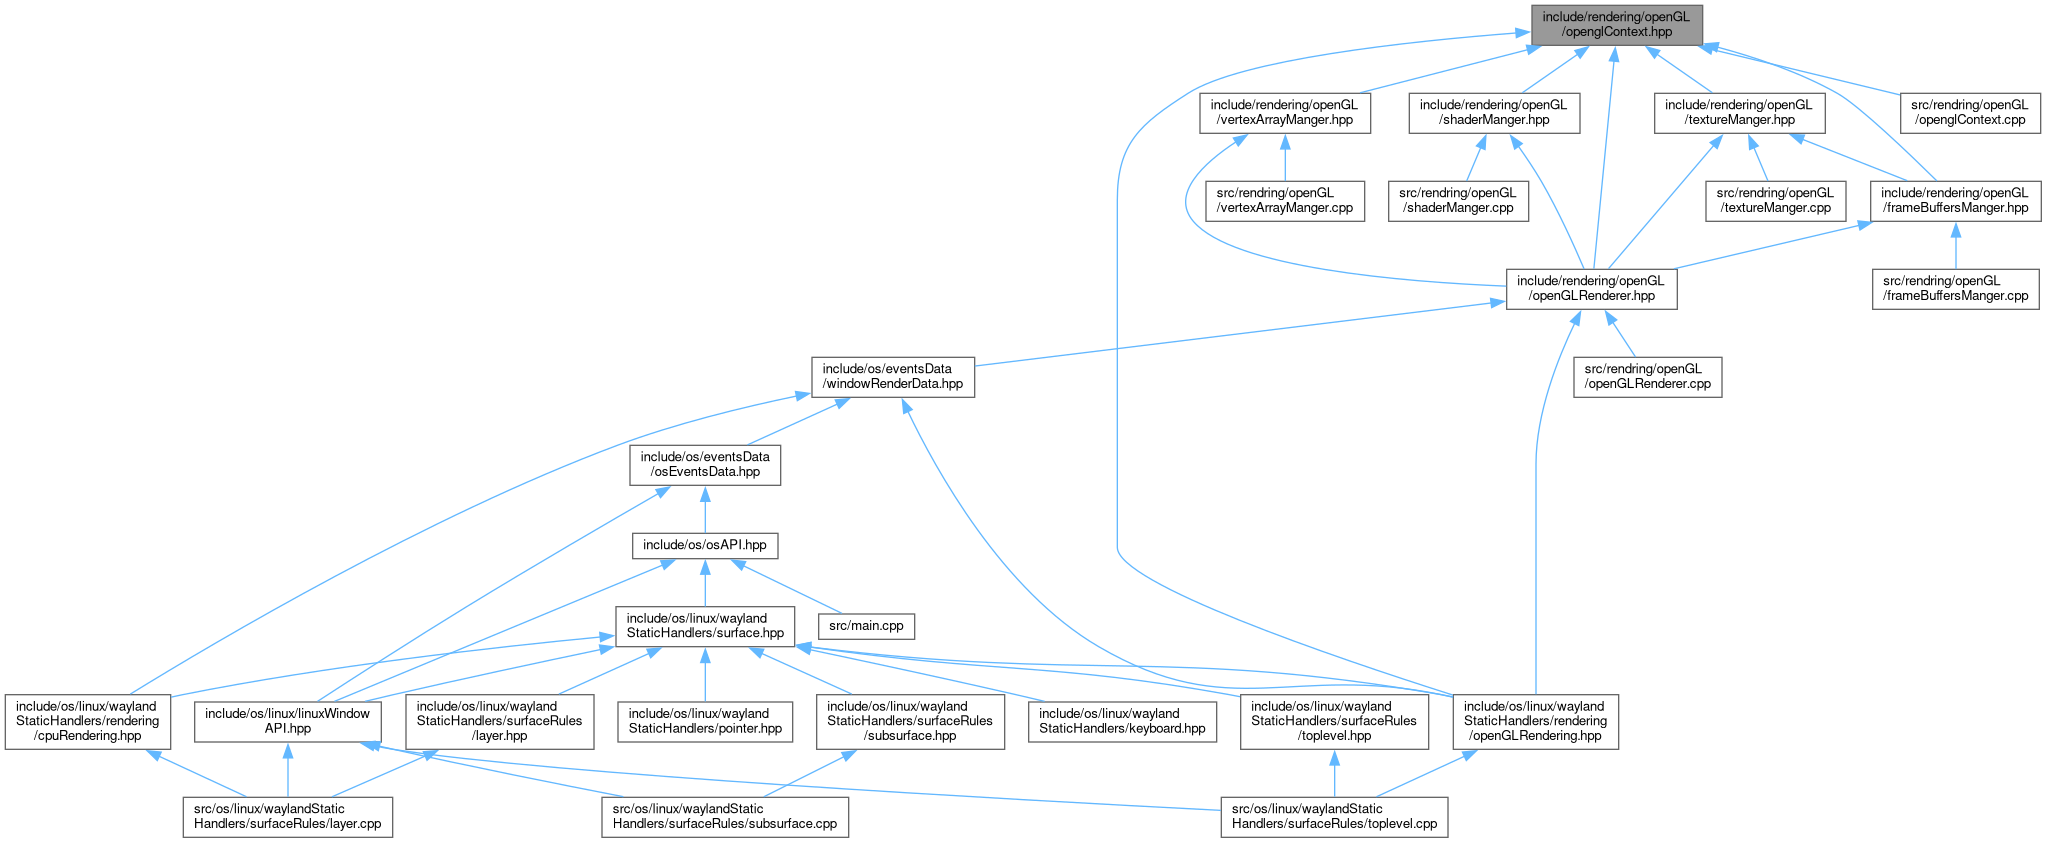 include/rendering/openGL
/openglContext.hpp
include/rendering/openGL
/vertexArrayManger.hpp
include/rendering/openGL
/shaderManger.hpp
include/rendering/openGL
/textureManger.hpp
src/rendring/openGL
/openglContext.cpp
src/rendring/openGL
/vertexArrayManger.cpp
src/rendring/openGL
/shaderManger.cpp
src/rendring/openGL
/textureManger.cpp
include/rendering/openGL
/frameBuffersManger.hpp
include/rendering/openGL
/openGLRenderer.hpp
src/rendring/openGL
/frameBuffersManger.cpp
include/os/eventsData
/windowRenderData.hpp
src/rendring/openGL
/openGLRenderer.cpp
include/os/eventsData
/osEventsData.hpp
include/os/osAPI.hpp
include/os/linux/wayland
StaticHandlers/surface.hpp
src/main.cpp
include/os/linux/wayland
StaticHandlers/rendering
/cpuRendering.hpp
include/os/linux/linuxWindow
API.hpp
include/os/linux/wayland
StaticHandlers/surfaceRules
/layer.hpp
include/os/linux/wayland
StaticHandlers/pointer.hpp
include/os/linux/wayland
StaticHandlers/surfaceRules
/subsurface.hpp
include/os/linux/wayland
StaticHandlers/keyboard.hpp
include/os/linux/wayland
StaticHandlers/surfaceRules
/toplevel.hpp
include/os/linux/wayland
StaticHandlers/rendering
/openGLRendering.hpp
src/os/linux/waylandStatic
Handlers/surfaceRules/layer.cpp
src/os/linux/waylandStatic
Handlers/surfaceRules/subsurface.cpp
src/os/linux/waylandStatic
Handlers/surfaceRules/toplevel.cpp